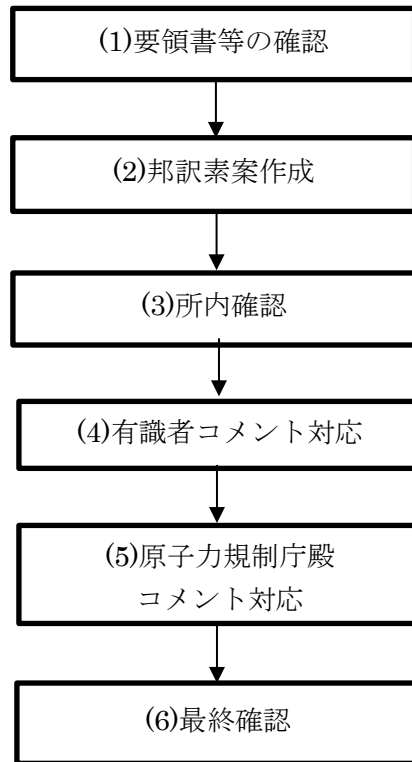 (1)要領書等の確認
(2)邦訳素案作成
(3)所内確認
(4)有識者コメント対応
(5)原子力規制庁殿
コメント対応
(6)最終確認